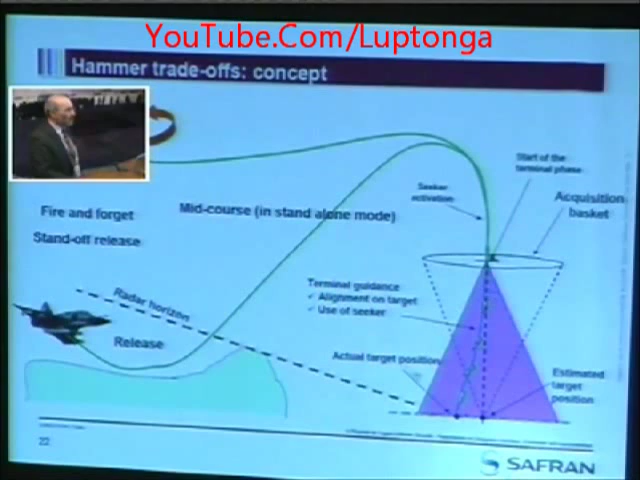 YouTube.Com/Luptonga
Hammer trade-offs: concept
Start of the
terminal phase
Seeker
activation
Acquisition
basket
Fire and forget
Mid-course (in stand alone mode)
Stand-off release
Terminal guidance
✓ Alignment on target
✓ Use of seeker
Radar horizon
Release
Actual target position
Estimated
target
position
22
SAFRAN